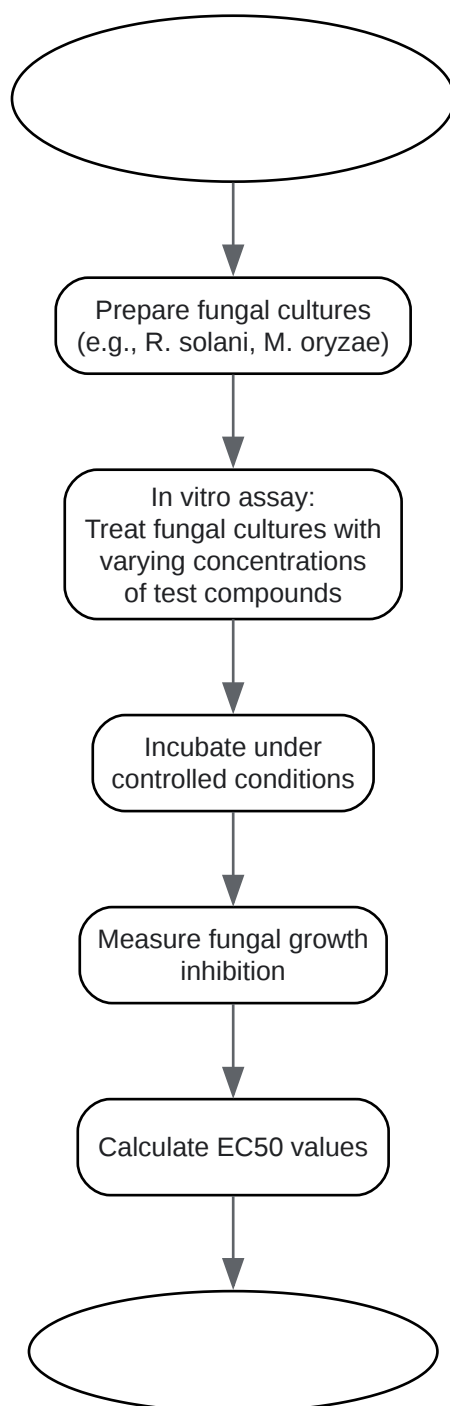 Prepare fungal cultures
(e.g., R. solani, M. oryzae)
In vitro assay:
Treat fungal cultures with
varying concentrations
of test compounds
Incubate under
controlled conditions
Measure fungal growth
inhibition
Calculate EC50 values